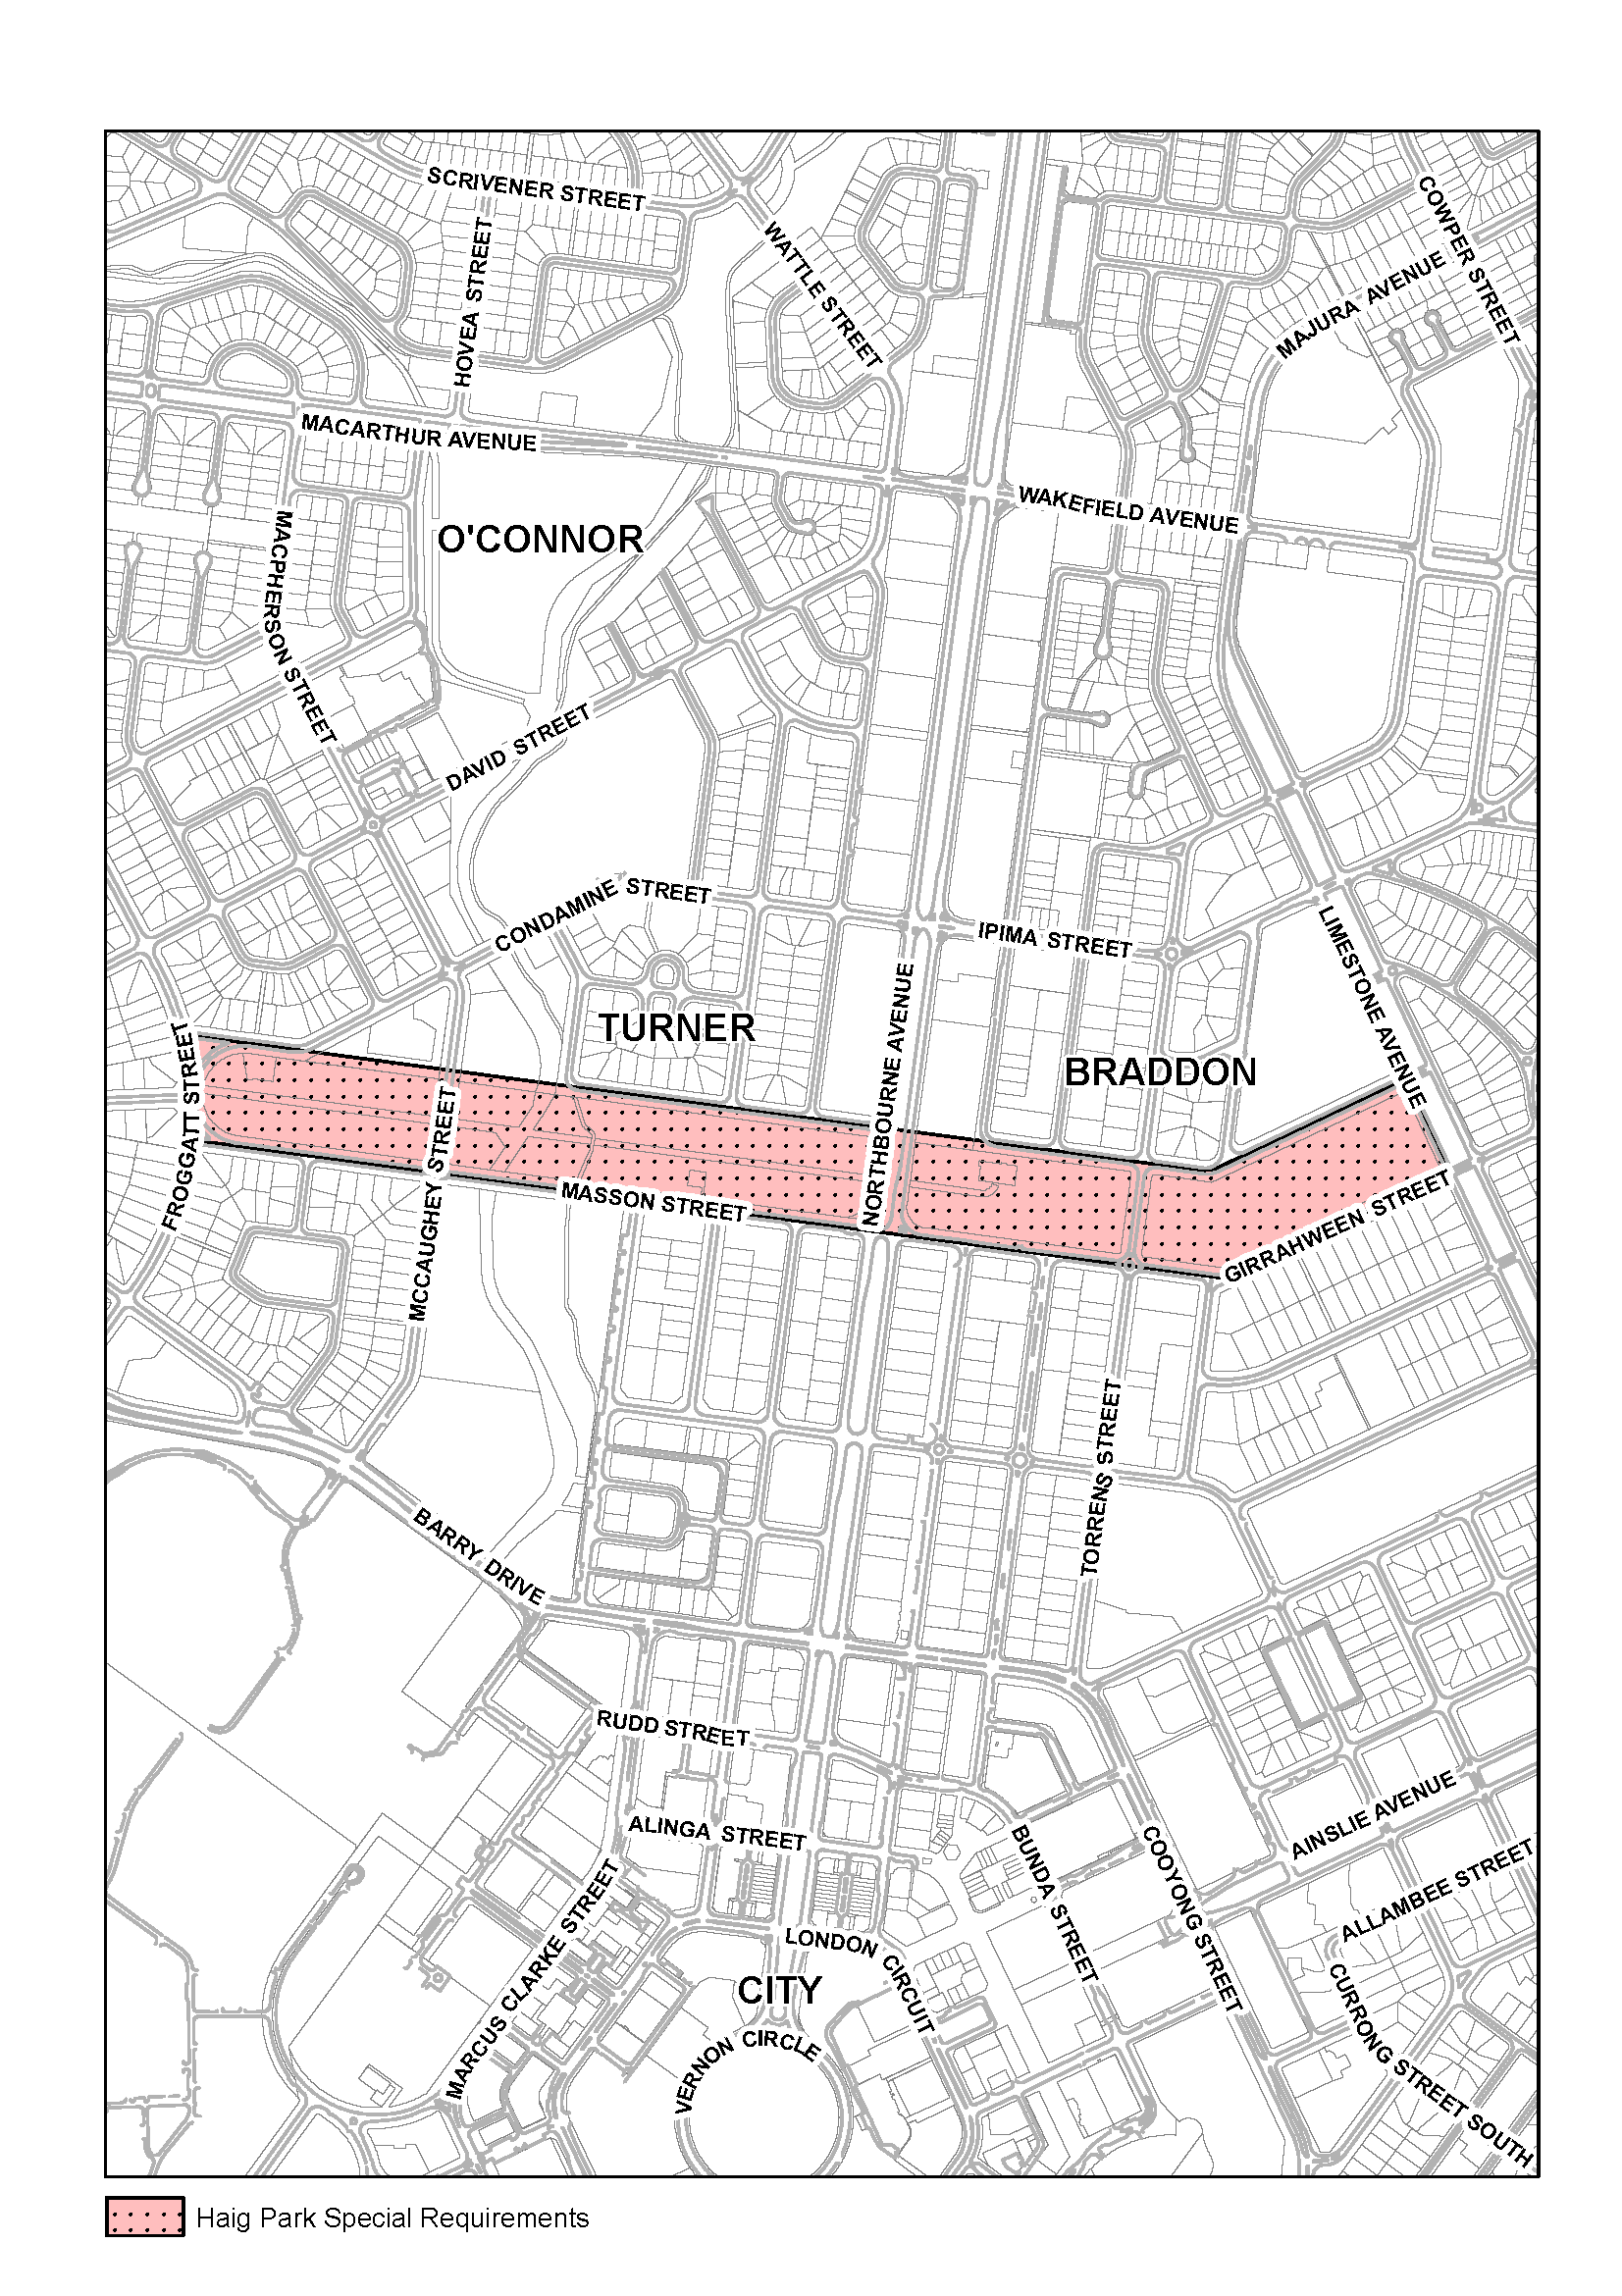 SCRIVENER STREET
COWPER STREET
HOVEA STREET
WATTLE STREET
MAJURA AVENUE
MACARTHUR AVENUE
WAKEFIELD AVENUE
O'CONNOR
MACPHERSON STREET
DAVID STREET
CONDAMINE STREET
IPIMA STREET
LIMESTONE AVENUE
NORTHBOURNE AVENUE
TURNER
BRADDON
FROGGATT STREET
MCCAUGHEY STREET
MASSON STREET
GIRRAHWEEN STREET
TORRENS STREET
BARRY DRIVE
RUDD STREET
ALINGA STREET
AINSLIE AVENUE
BUNDA STREET
COOYONG STREET
ALLAMBEE STREET
MARCUS CLARKE STREET
LONDON CIRCUIT
CITY
CURRONG STREET SOUTH
VERNON CIRCLE
Haig Park Special Requirements